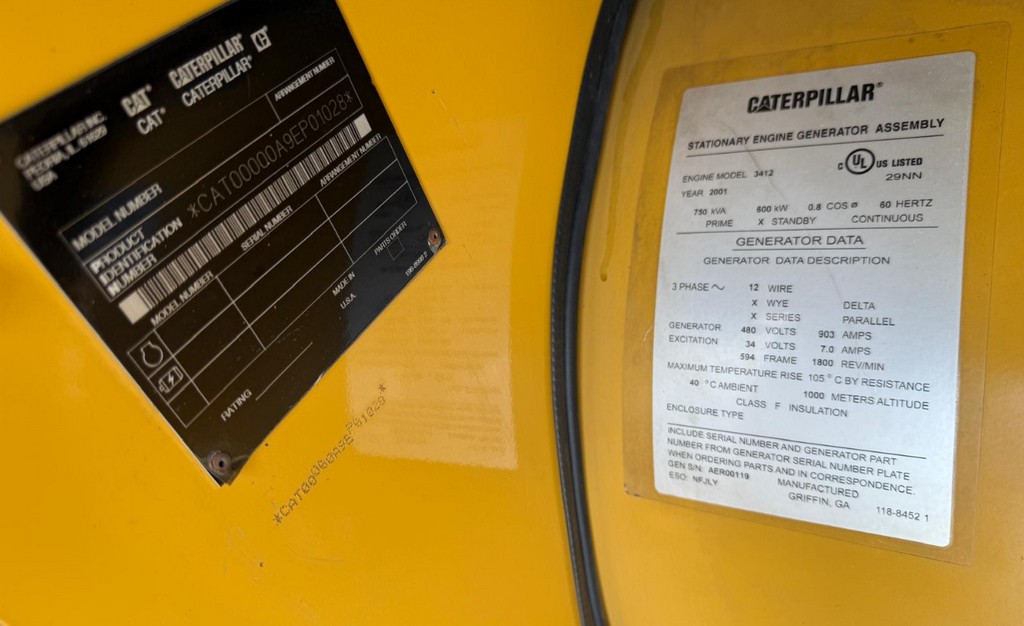 CATERPILLAR INC.
PEORIA, IL 61629
USA
CAT® CATERPILLAR®
CAT® CATERPILLAR®
MODEL NUMBER
ARRANGEMENT NUMBER
PRODUCT
IDENTIFICATION
NUMBER
*CAT00000A9EP01028*
MODEL NUMBER
SERIAL NUMBER
ARRANGEMENT NUMBER
RATING
MADE IN
U.S.A.
PARTS ORDER
*CAT00000A9EP01028*
CATERPILLAR®
STATIONARY ENGINE GENERATOR ASSEMBLY
ENGINE MODEL 3412
C UL US LISTED
29NN
YEAR 2001
750 kVA 600 kW 0.8 COS ø 60 HERTZ
PRIME X STANDBY CONTINUOUS
GENERATOR DATA
GENERATOR DATA DESCRIPTION
3 PHASE ~ 12 WIRE
X WYE DELTA
X SERIES PARALLEL
GENERATOR 480 VOLTS 903 AMPS
EXCITATION 34 VOLTS 7.0 AMPS
594 FRAME 1800 REV/MIN
MAXIMUM TEMPERATURE RISE 105 °C BY RESISTANCE
40 °C AMBIENT 1000 METERS ALTITUDE
CLASS F INSULATION
ENCLOSURE TYPE
INCLUDE SERIAL NUMBER AND GENERATOR PART
NUMBER FROM GENERATOR SERIAL NUMBER PLATE
WHEN ORDERING PARTS AND IN CORRESPONDENCE.
GEN S/N: AER00119 MANUFACTURED
ESO: NFJLY GRIFFIN, GA
118-8452 1